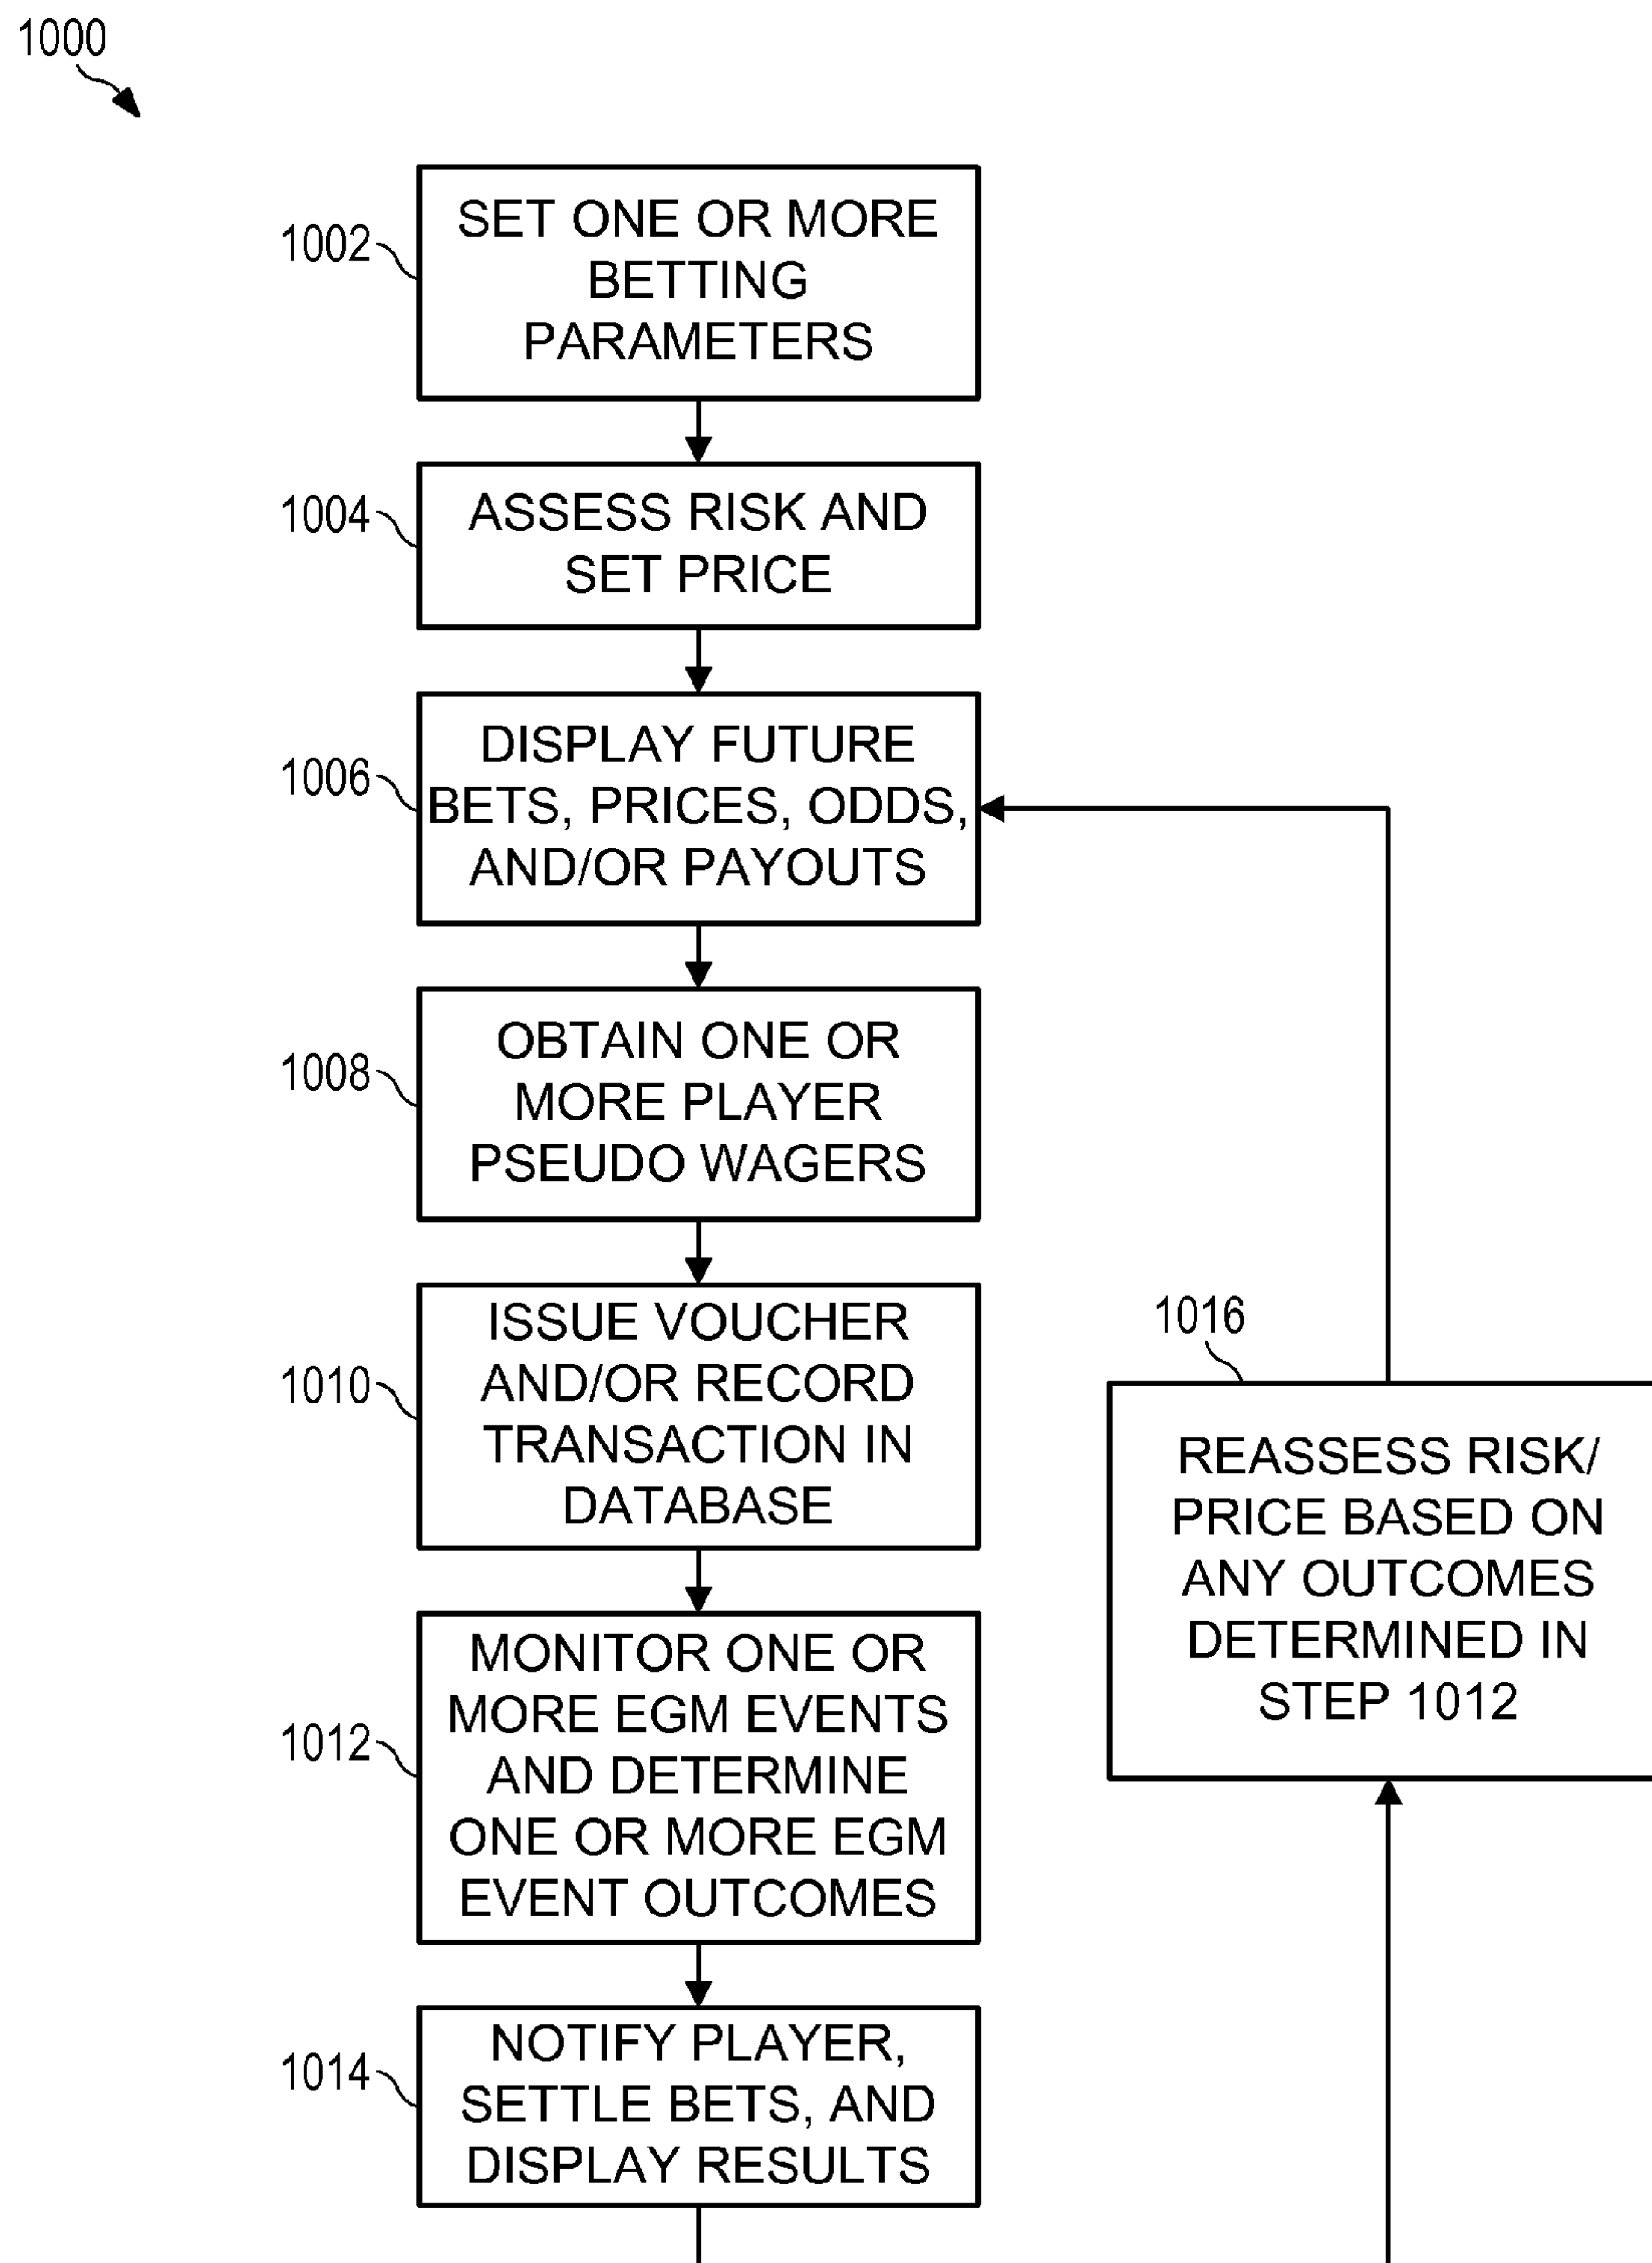 1000
1002
SET ONE OR MORE
BETTING
PARAMETERS
1004
ASSESS RISK AND
SET PRICE
1006
DISPLAY FUTURE
BETS, PRICES, ODDS,
AND/OR PAYOUTS
1008
OBTAIN ONE OR
MORE PLAYER
PSEUDO WAGERS
1010
ISSUE VOUCHER
AND/OR RECORD
TRANSACTION IN
DATABASE
1012
MONITOR ONE OR
MORE EGM EVENTS
AND DETERMINE
ONE OR MORE EGM
EVENT OUTCOMES
1014
NOTIFY PLAYER,
SETTLE BETS, AND
DISPLAY RESULTS
1016
REASSESS RISK/
PRICE BASED ON
ANY OUTCOMES
DETERMINED IN
STEP 1012